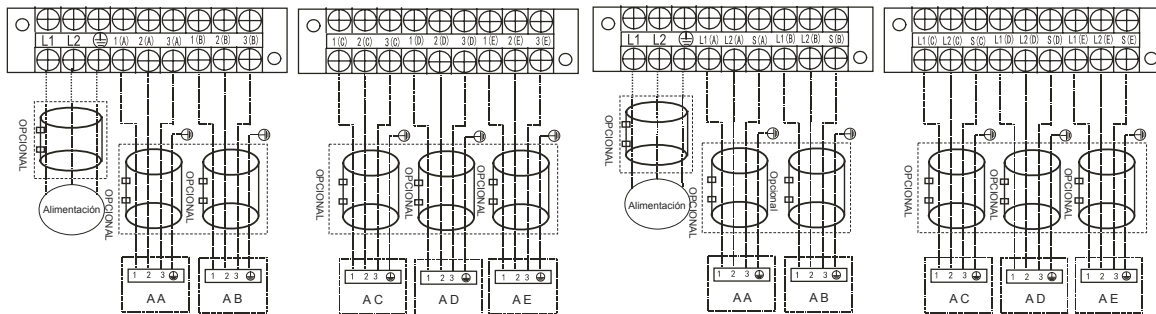 L1 L2 1(A) 2(A) 3(A) 1(B) 2(B) 3(B)
OPCIONAL
Alimentación
OPCIONAL
OPCIONAL
1 2 3
AA
1 2 3
AB
1(C) 2(C) 3(C) 1(D) 2(D) 3(D) 1(E) 2(E) 3(E)
OPCIONAL
OPCIONAL
OPCIONAL
1 2 3
AC
1 2 3
AD
1 2 3
AE
L1 L2 L1(A) L2(A) S(A) L1(B) L2(B) S(B)
OPCIONAL
Alimentación
OPCIONAL
Opcional
1 2 3
AA
1 2 3
AB
L1(C) L2(C) S(C) L1(D) L2(D) S(D) L1(E) L2(E) S(E)
OPCIONAL
OPCIONAL
OPCIONAL
1 2 3
AC
1 2 3
AD
1 2 3
AE